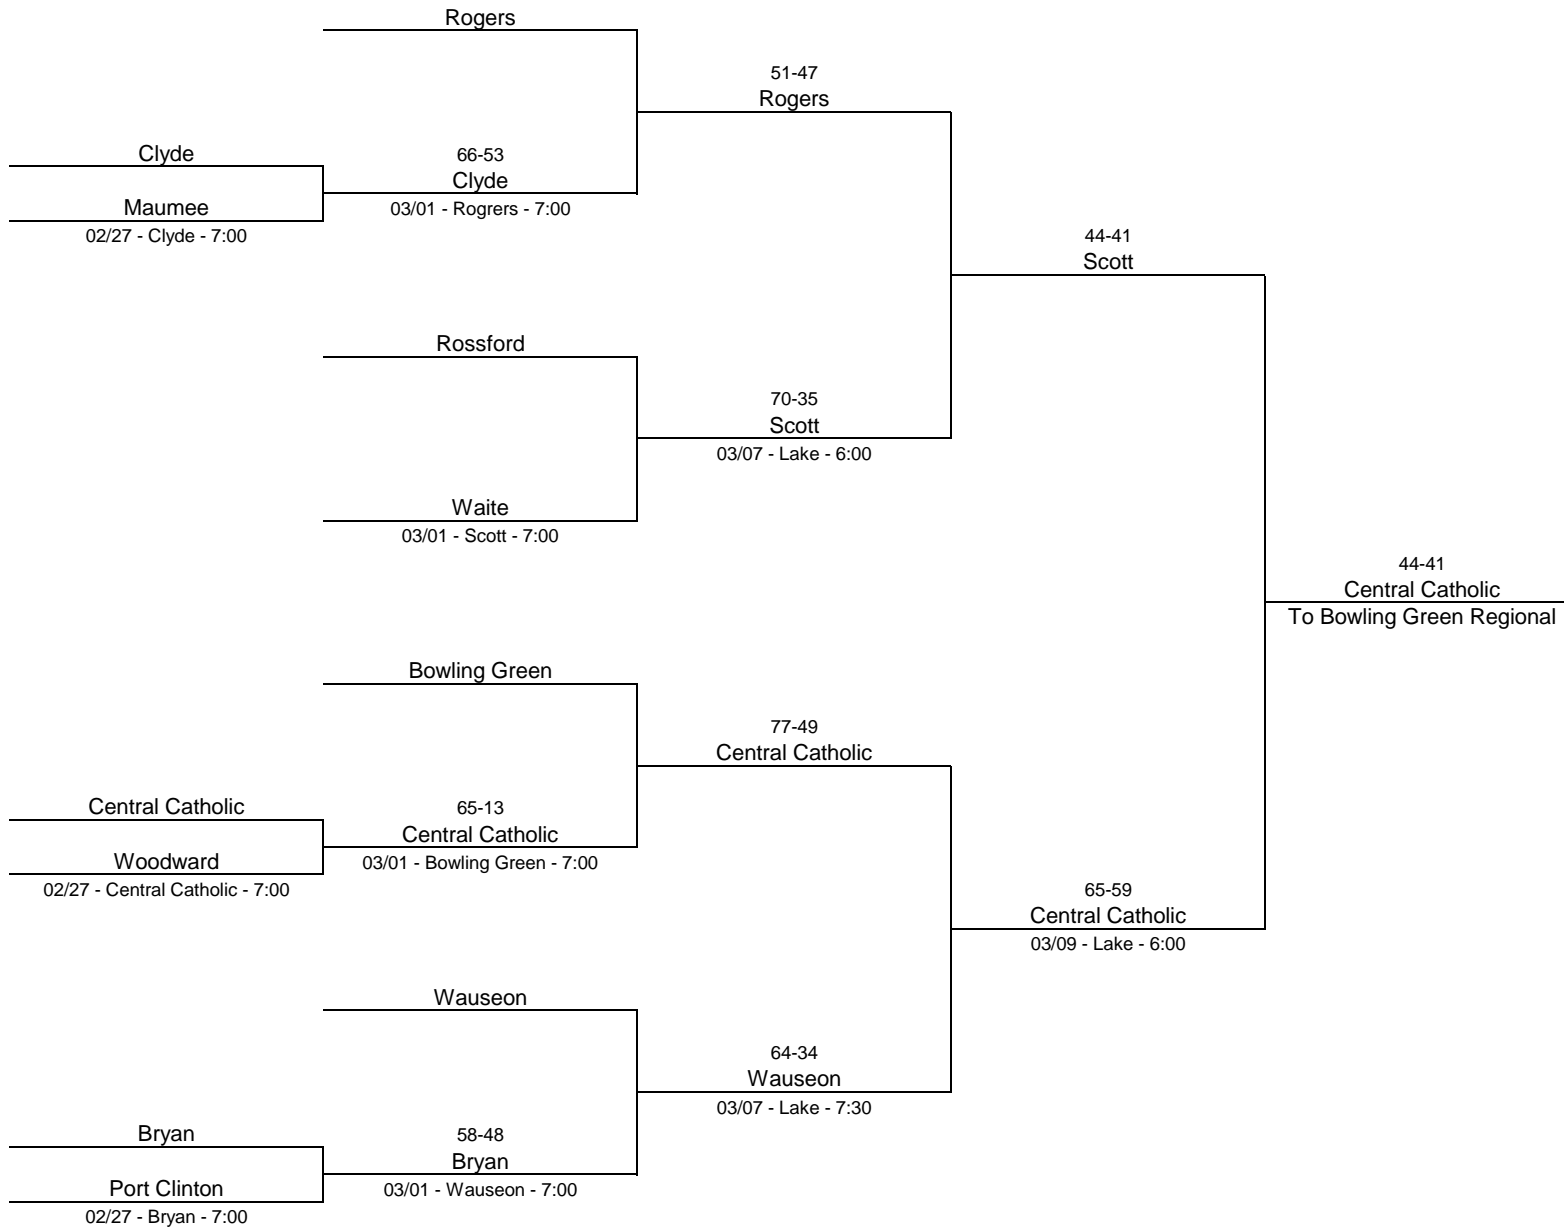 Rogers
51-47
Rogers
Clyde
66-53
Clyde
Maumee
03/01 - Rogrers - 7:00
02/27 - Clyde - 7:00
44-41
Scott
Rossford
70-35
Scott
03/07 - Lake - 6:00
Waite
03/01 - Scott - 7:00
44-41
Central Catholic
To Bowling Green Regional
Bowling Green
77-49
Central Catholic
Central Catholic
65-13
Central Catholic
Woodward
03/01 - Bowling Green - 7:00
02/27 - Central Catholic - 7:00
65-59
Central Catholic
03/09 - Lake - 6:00
Wauseon
64-34
Wauseon
03/07 - Lake - 7:30
Bryan
58-48
Bryan
Port Clinton
03/01 - Wauseon - 7:00
02/27 - Bryan - 7:00